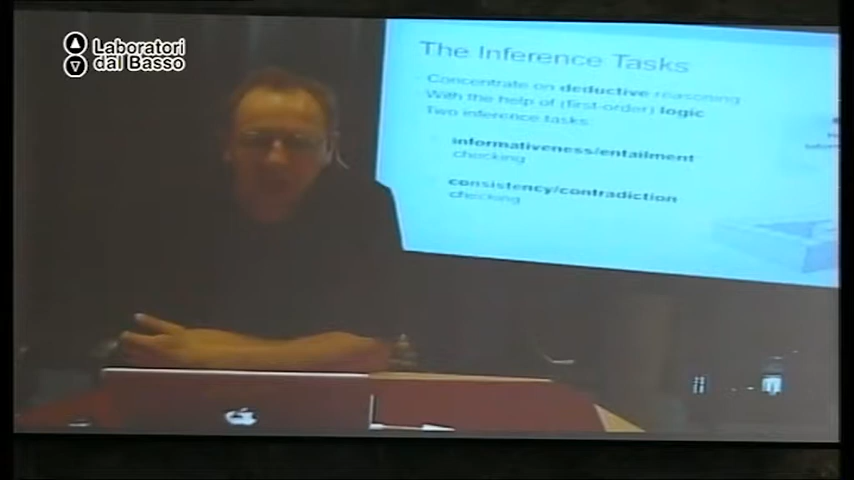 Laboratori
dal Basso
The Inference Tasks
Concentrate on deductive reasoning
With the help of (first-order) logic
Two inference tasks:
informativeness/entailment
checking
consistency/contradiction
checking